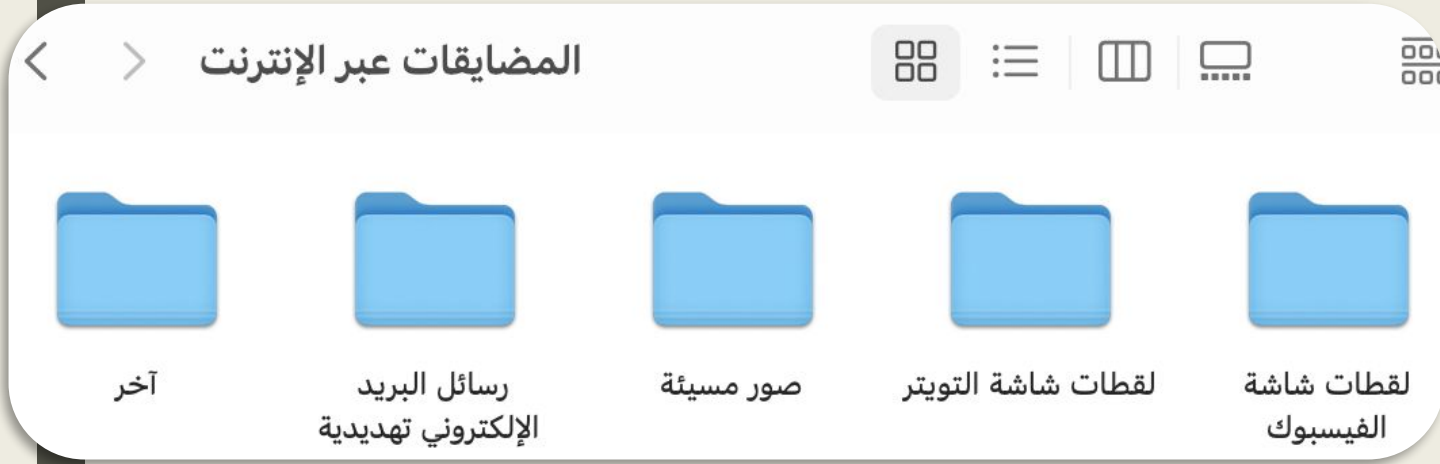 المضايقات عبر الإنترنت
لقطات شاشة
الفيسبوك
لقطات شاشة التويتر
صور مسيئة
رسائل البريد
الإلكتروني تهديدية
آخر